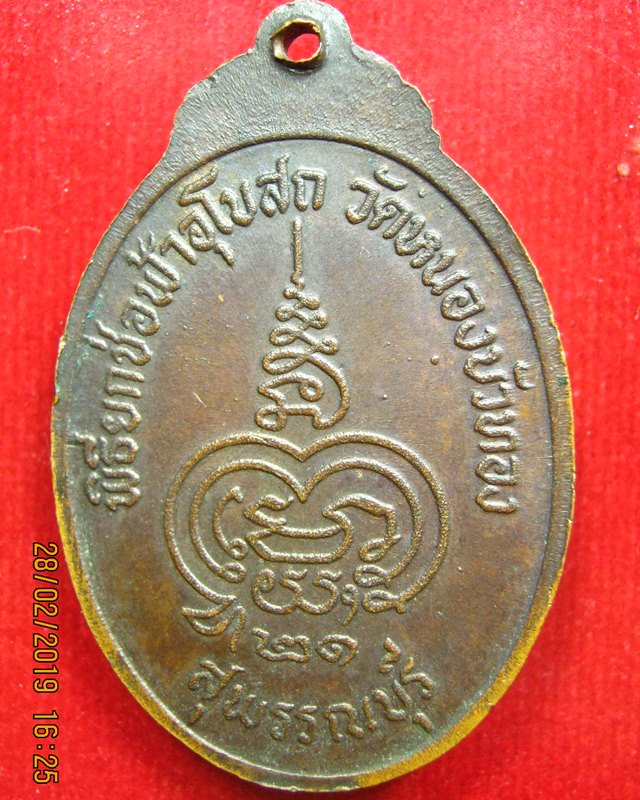 พิธียกช่อฟ้าอุโบสถ วัดหนองบัวทอง
๒๑
สุพรรณบุรี
28/02/2019 16:25